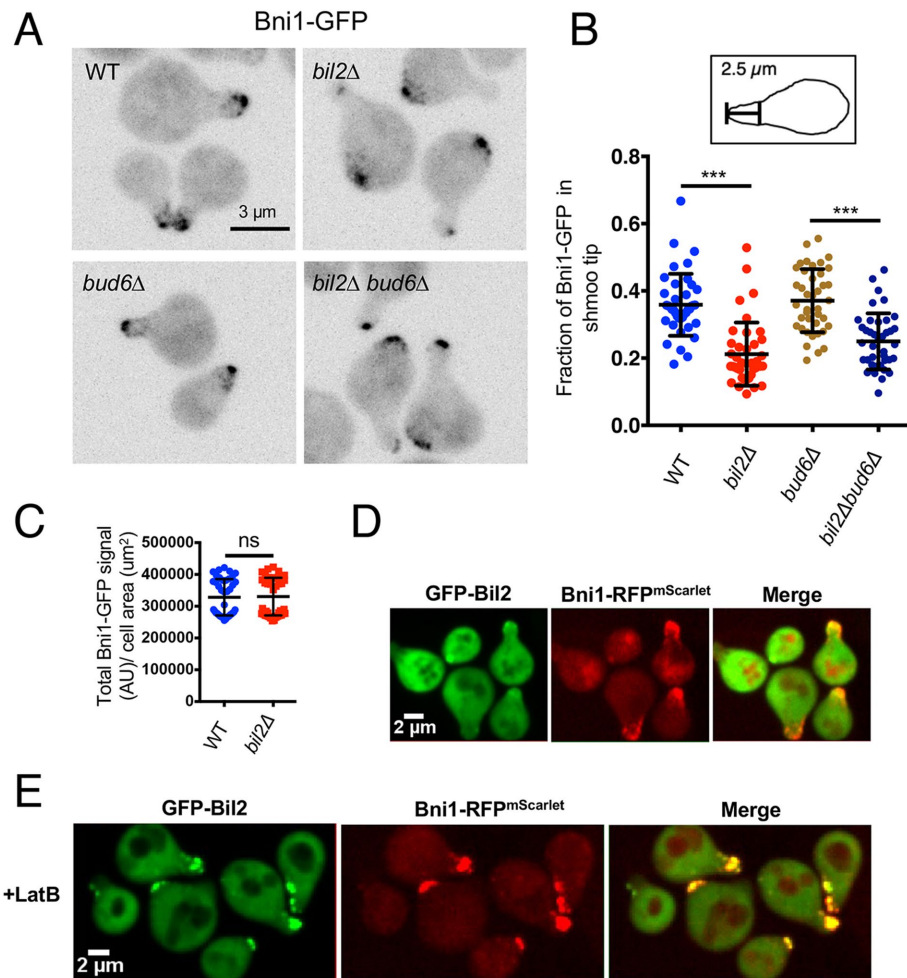 A
Bni1-GFP
WT
bil2Δ
3 µm
bud6Δ
bil2Δ bud6Δ
B
2.5 µm
Fraction of Bni1-GFP in
shmoo tip
0.8
0.6
0.4
0.2
0.0
***
***
WT
bil2Δ
bud6Δ
bil2Δbud6Δ
C
Total Bni1-GFP signal
(AU)/ cell area (um²)
500000
400000
300000
200000
100000
0
ns
WT
bil2Δ
D
GFP-Bil2
Bni1-RFPmScarlet
Merge
2 µm
E
GFP-Bil2
Bni1-RFPmScarlet
Merge
+LatB
2 µm